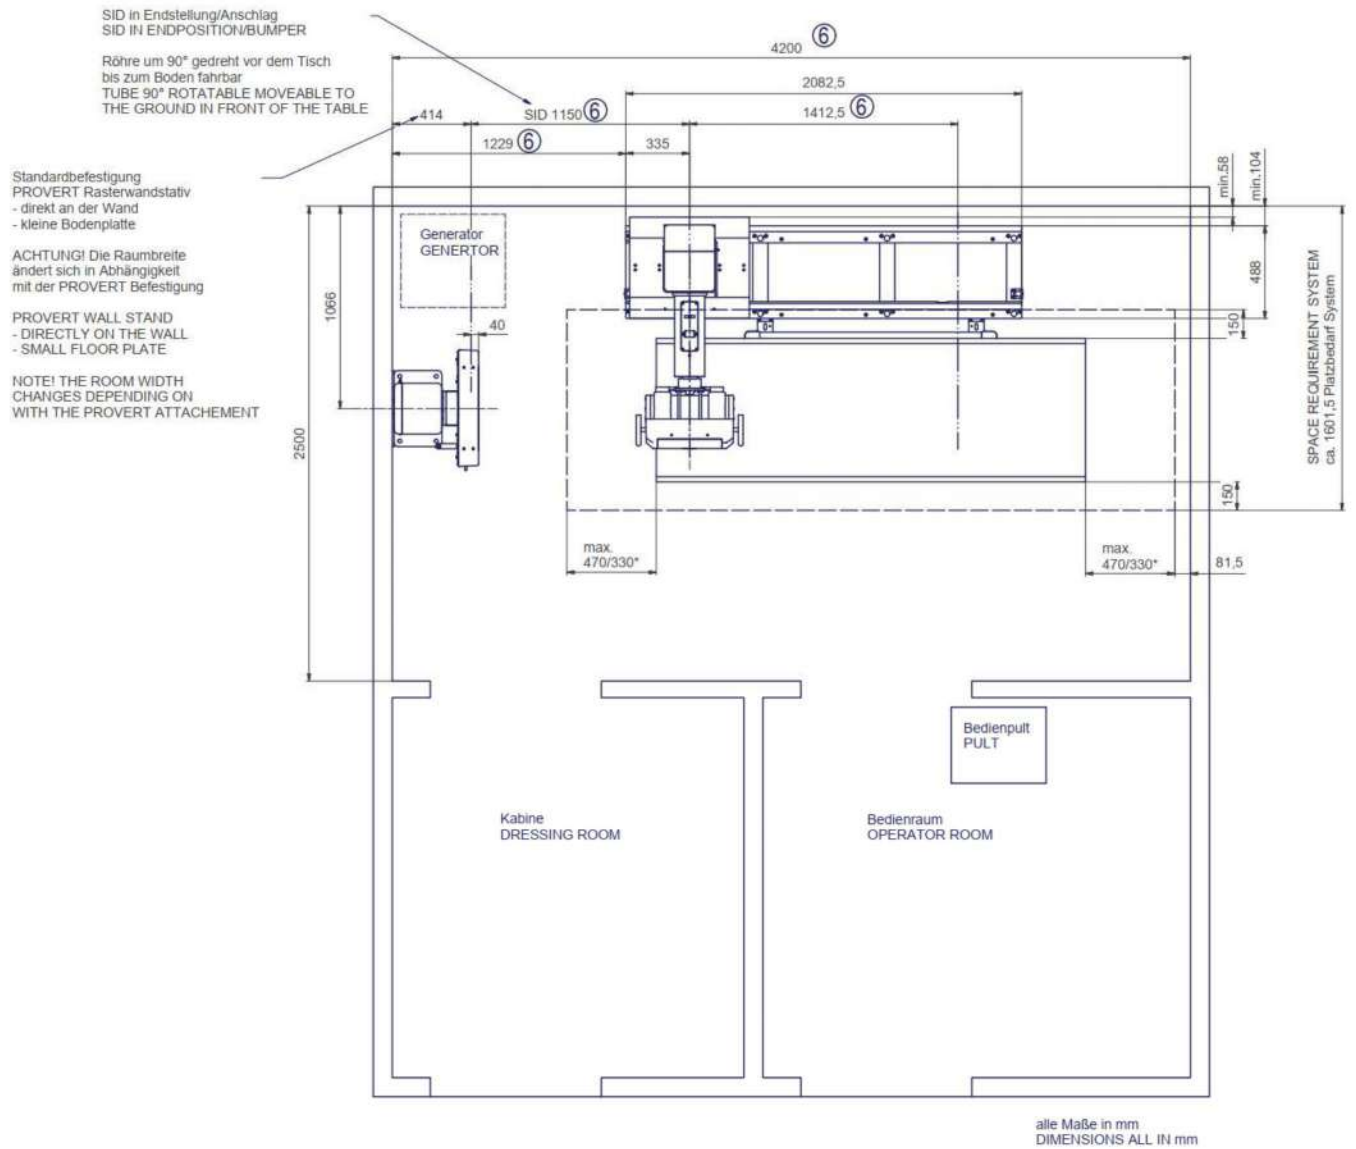 SID in Endstellung/Anschlag
SID IN ENDPOSITION/BUMPER
Röhre um 90° gedreht vor dem Tisch
bis zum Boden fahrbar
TUBE 90° ROTATABLE MOVEABLE TO
THE GROUND IN FRONT OF THE TABLE
4200 ⑥
2082,5
414
SID 1150 ⑥
1412,5 ⑥
1229 ⑥
335
Standardbefestigung
PROVERT Rasterwandstativ
- direkt an der Wand
- kleine Bodenplatte
ACHTUNG! Die Raumbreite
ändert sich in Abhängigkeit
mit der PROVERT Befestigung
PROVERT WALL STAND
- DIRECTLY ON THE WALL
- SMALL FLOOR PLATE
NOTE! THE ROOM WIDTH
CHANGES DEPENDING ON
WITH THE PROVERT ATTACHEMENT
min.58
min.104
Generator
GENERTOR
1066
40
2500
488
150
150
SPACE REQUIREMENT SYSTEM
ca. 1601,5 Platzbedarf System
max.
470/330*
max.
470/330*
81,5
Bedienpult
PULT
Kabine
DRESSING ROOM
Bedienraum
OPERATOR ROOM
alle Maße in mm
DIMENSIONS ALL IN mm